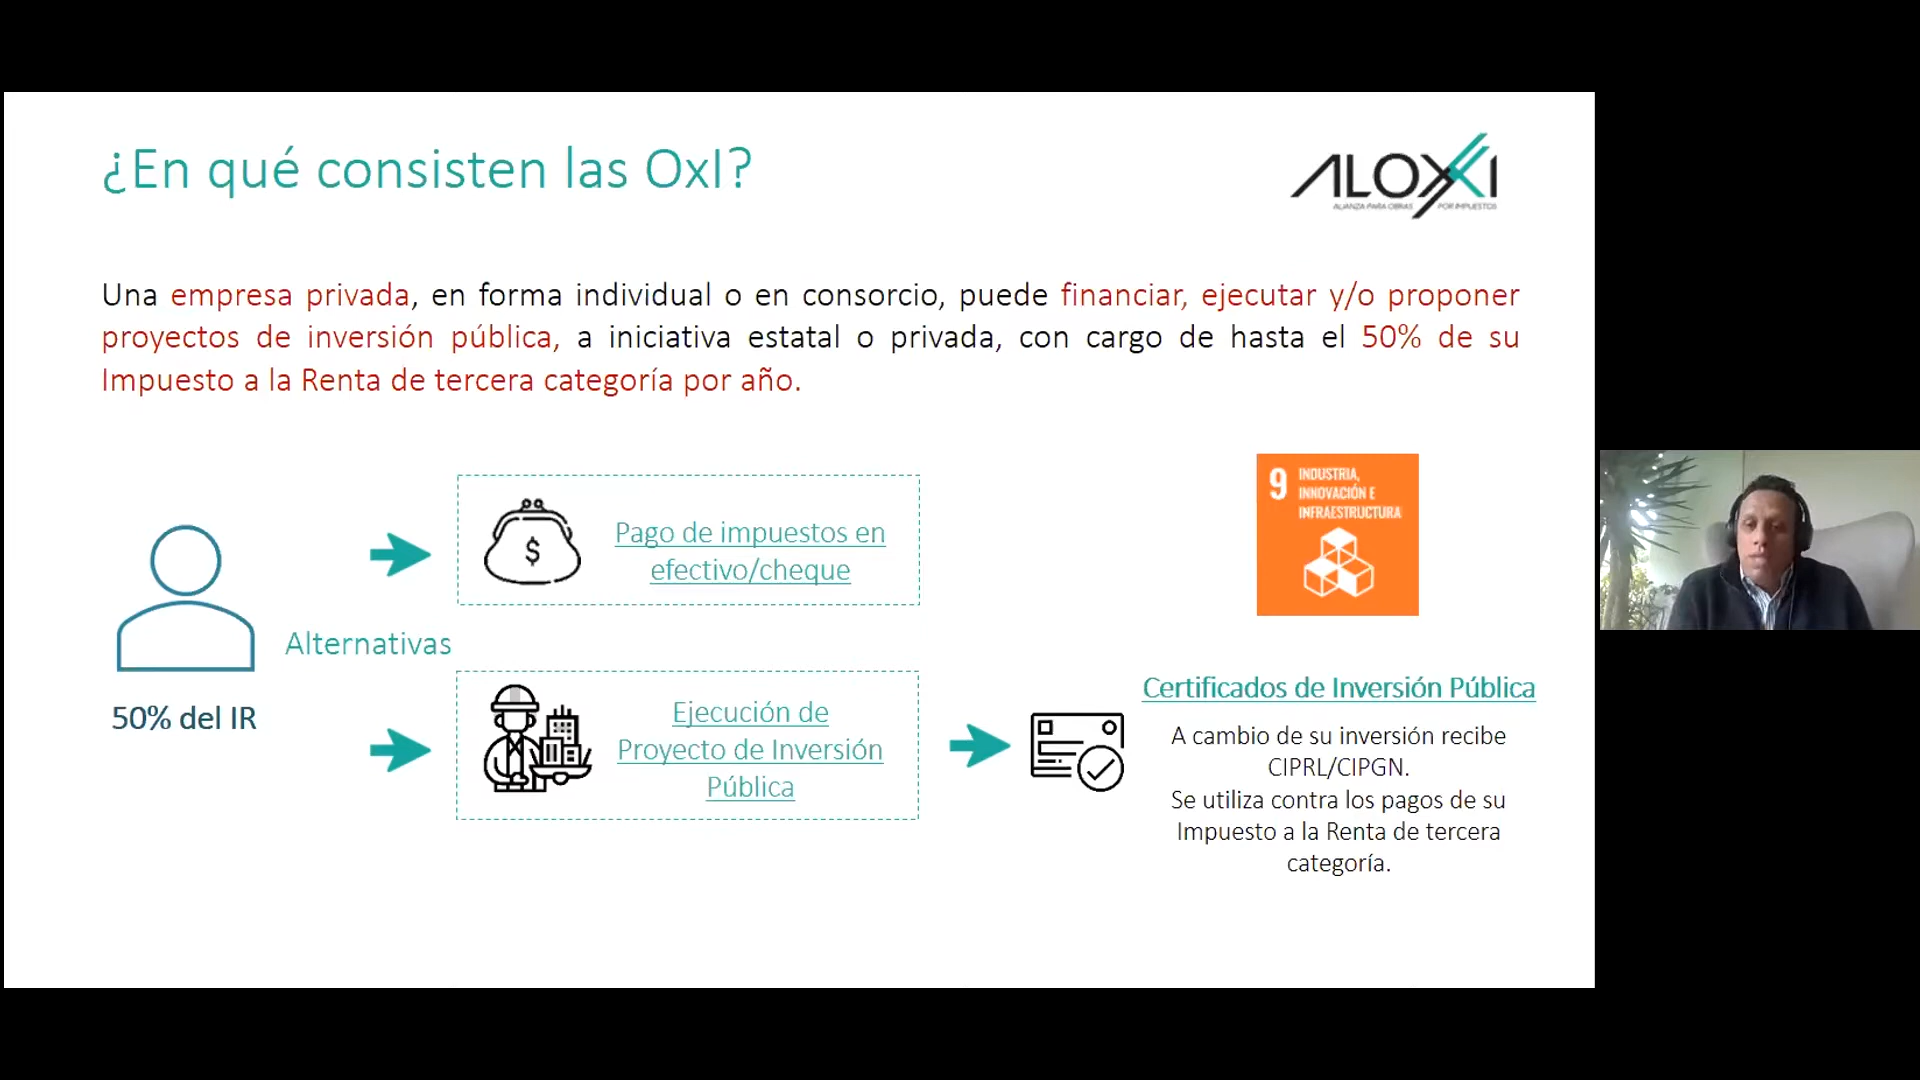 ¿En qué consisten las OxI?
ALOXXI
ALIANZA PARA OBRAS POR IMPUESTOS
Una empresa privada, en forma individual o en consorcio, puede financiar, ejecutar y/o proponer
proyectos de inversión pública, a iniciativa estatal o privada, con cargo de hasta el 50% de su
Impuesto a la Renta de tercera categoría por año.
50% del IR
Alternativas
$
Pago de impuestos en
efectivo/cheque
Ejecución de
Proyecto de Inversión
Pública
9 INDUSTRIA,
INNOVACIÓN E
INFRAESTRUCTURA
Certificados de Inversión Pública
A cambio de su inversión recibe
CIPRL/CIPGN.
Se utiliza contra los pagos de su
Impuesto a la Renta de tercera
categoría.